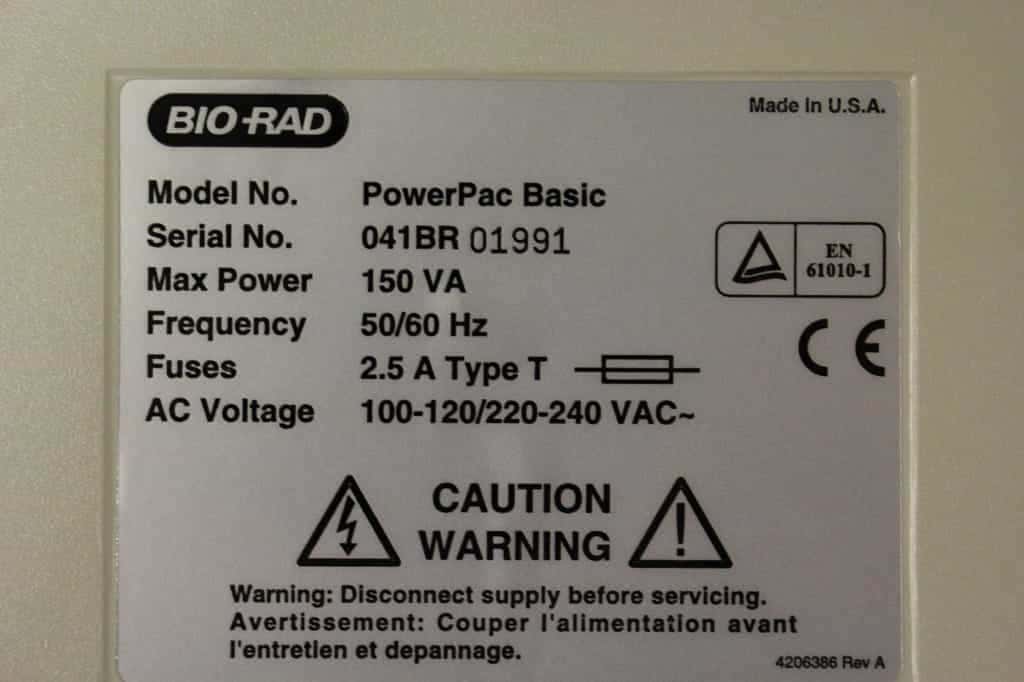 BIO-RAD
Made in U.S.A.
Model No. PowerPac Basic
Serial No. 041BR 01991
Max Power 150 VA
Frequency 50/60 Hz
Fuses 2.5 A Type T
AC Voltage 100-120/220-240 VAC~
EN
61010-1
CE
CAUTION
WARNING
Warning: Disconnect supply before servicing.
Avertissement: Couper l'alimentation avant
l'entretien et depannage.
4206386 Rev A